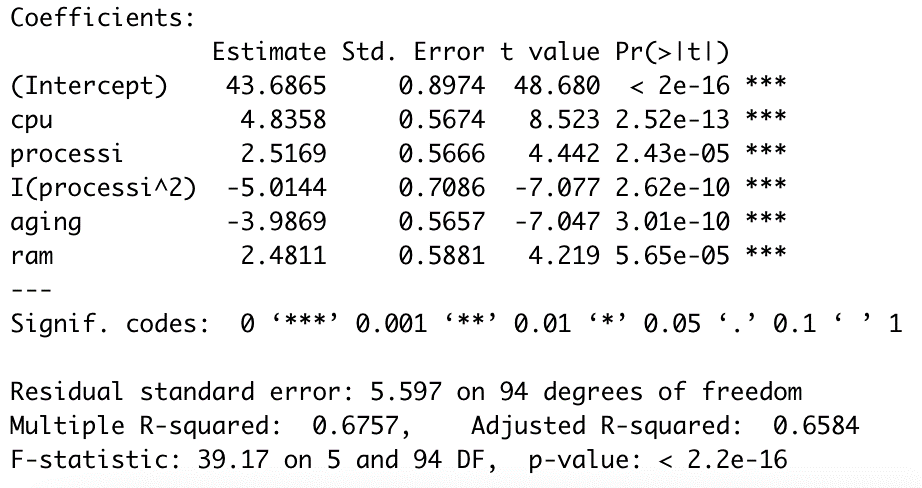 Coefficients:
              Estimate Std. Error t value Pr(>|t|)
(Intercept)    43.6865     0.8974  48.680  < 2e-16 ***
cpu             4.8358     0.5674   8.523 2.52e-13 ***
processi        2.5169     0.5666   4.442 2.43e-05 ***
I(processi^2)  -5.0144     0.7086  -7.077 2.62e-10 ***
aging          -3.9869     0.5657  -7.047 3.01e-10 ***
ram             2.4811     0.5881   4.219 5.65e-05 ***
---
Signif. codes:  0 ‘***’ 0.001 ‘**’ 0.01 ‘*’ 0.05 ‘.’ 0.1 ‘ ’ 1
Residual standard error: 5.597 on 94 degrees of freedom
Multiple R-squared:  0.6757,    Adjusted R-squared:  0.6584
F-statistic: 39.17 on 5 and 94 DF,  p-value: < 2.2e-16